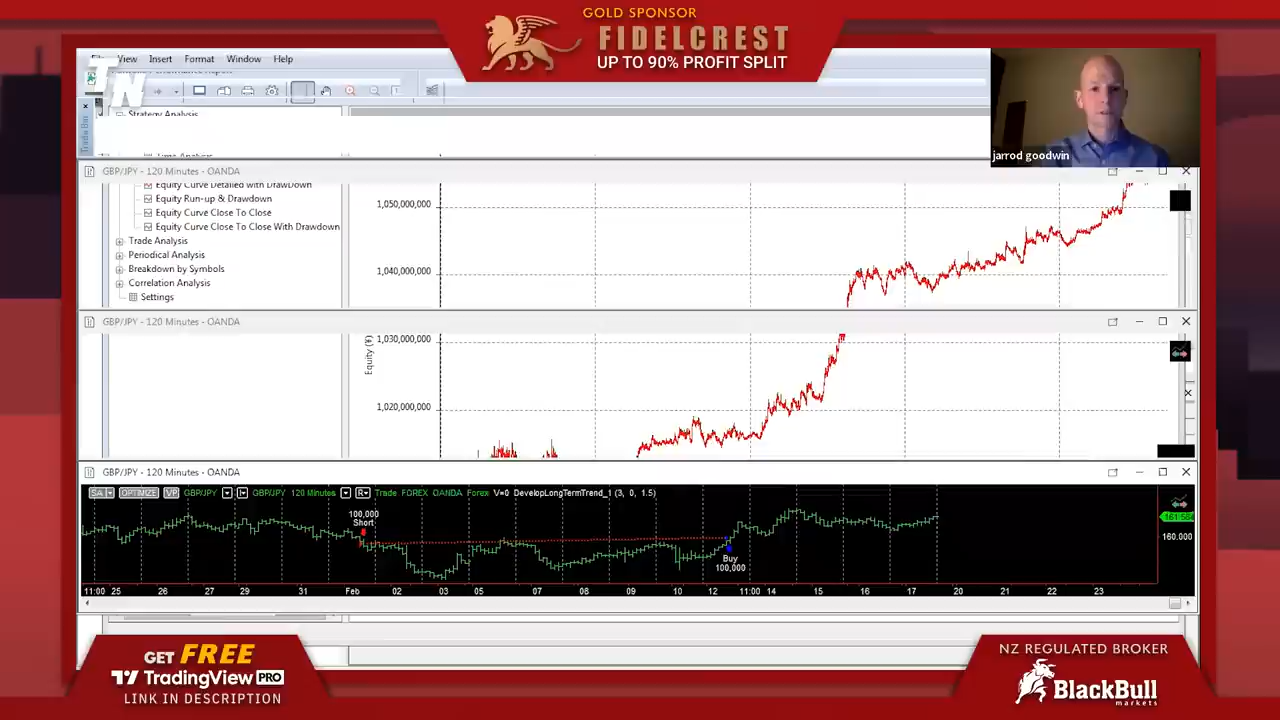 GOLD SPONSOR
FIDELCREST
UP TO 90% PROFIT SPLIT
TN
View Insert Format Window Help
jarrod goodwin
Strategy Analysis
GBP/JPY - 120 Minutes - OANDA
Equity Curve Detailed with DrawDown
Equity Run-up & Drawdown
Equity Curve Close To Close
Equity Curve Close To Close With Drawdown
Trade Analysis
Periodical Analysis
Breakdown by Symbols
Correlation Analysis
Settings
1,050,000,000
1,040,000,000
GBP/JPY - 120 Minutes - OANDA
1,030,000,000
Equity (¥)
1,020,000,000
GBP/JPY - 120 Minutes - OANDA
SA OPTIMIZE VP GBP/JPY I GBP/JPY 120 Minutes R Trade FOREX OANDA Forex V=0 DevelopLongTermTrend_1 (3, 0, 1.5)
100,000
Short
Buy
100,000
160.000
11:00 25 26 27 29 31 Feb 02 03 05 07 08 09 10 12 11:00 14 15 16 17 20 21 22 23
GET FREE
TradingView PRO
LINK IN DESCRIPTION
NZ REGULATED BROKER
BlackBull
markets